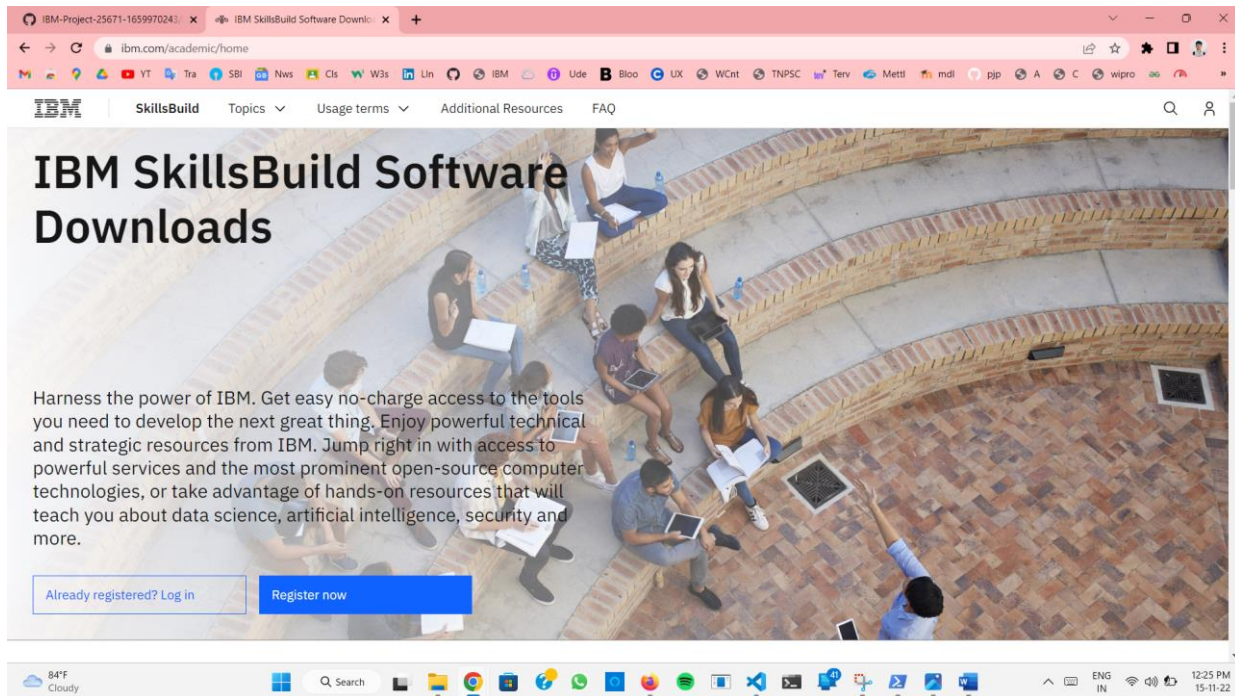 IBM-Project-25671-1659970243/
IBM SkillsBuild Software Downlo
ibm.com/academic/home
YT Tra SBI Nws Cls W3s Lin IBM Ude Bloo UX WCnt TNPSC Terv Mettl mdl pjp A C wipro
IBM SkillsBuild Topics Usage terms Additional Resources FAQ
IBM SkillsBuild Software
Downloads
Harness the power of IBM. Get easy no-charge access to the tools
you need to develop the next great thing. Enjoy powerful technical
and strategic resources from IBM. Jump right in with access to
powerful services and the most prominent open-source computer
technologies, or take advantage of hands-on resources that will
teach you about data science, artificial intelligence, security and
more.
Already registered? Log in Register now
84°F
Cloudy
Search
41
ENG
IN
12:25 PM
15-11-22